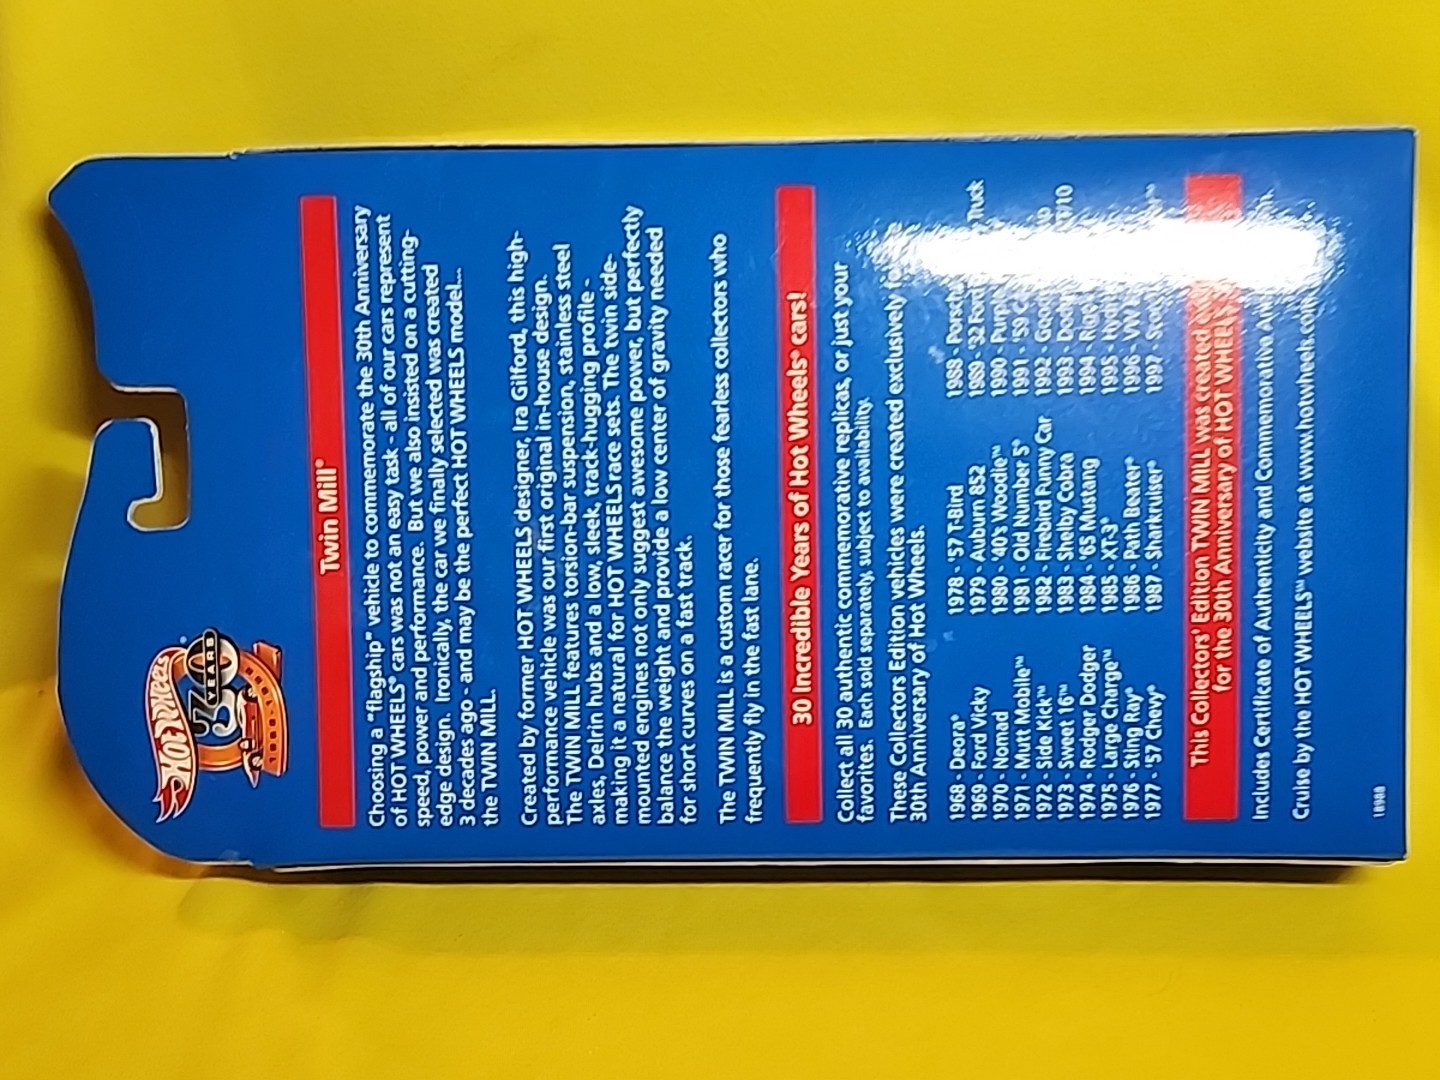 Hot Wheels
30
YEARS
Twin Mill®
Choosing a "flagship" vehicle to commemorate the 30th Anniversary
of HOT WHEELS® cars was not an easy task - all of our cars represent
speed, power and performance. But we also insisted on a cutting-
edge design. Ironically, the car we finally selected was created
3 decades ago - and may be the perfect HOT WHEELS model...
the TWIN MILL.
Created by former HOT WHEELS designer, Ira Gilford, this high-
performance vehicle was our first original in-house design.
The TWIN MILL features torsion-bar suspension, stainless steel
axles, Delrin hubs and a low, sleek, track-hugging profile -
making it a natural for HOT WHEELS race sets. The twin side-
mounted engines not only suggest awesome power, but perfectly
balance the weight and provide a low center of gravity needed
for short curves on a fast track.
The TWIN MILL is a custom racer for those fearless collectors who
frequently fly in the fast lane.
30 Incredible Years of Hot Wheels® cars!
Collect all 30 authentic commemorative replicas, or just your
favorites. Each sold separately, subject to availability.
These Collectors Edition vehicles were created exclusively
30th Anniversary of Hot Wheels.
1968 - Deora® 1978 - '57 T-Bird 1988 -
1969 - Ford Vicky 1979 - Auburn 852 1989 - '32 Truck
1970 - Nomad 1980 - 40's Woodie™ 1990 -
1971 - Mutt Mobile™ 1981 - Old Number 5® 1991 - '59
1972 - Side Kick™ 1982 - Firebird Funny Car 1992 -
1973 - Sweet 16™ 1983 - Shelby Cobra 1993 -
1974 - Rodger Dodger 1984 - '65 Mustang 1994 -
1975 - Large Charge™ 1985 - XT-3® 1995 -
1976 - Sting Ray® 1986 - Path Beater® 1996 - VW
1977 - '57 Chevy® 1987 - Sharkruiser® 1997 -
This Collectors' Edition TWIN MILL was created
for the 30th Anniversary of HOT WHEELS.
Includes Certificate of Authenticity and Commemorative
Cruise by the HOT WHEELS™ website at www.hotwheels.com
18988